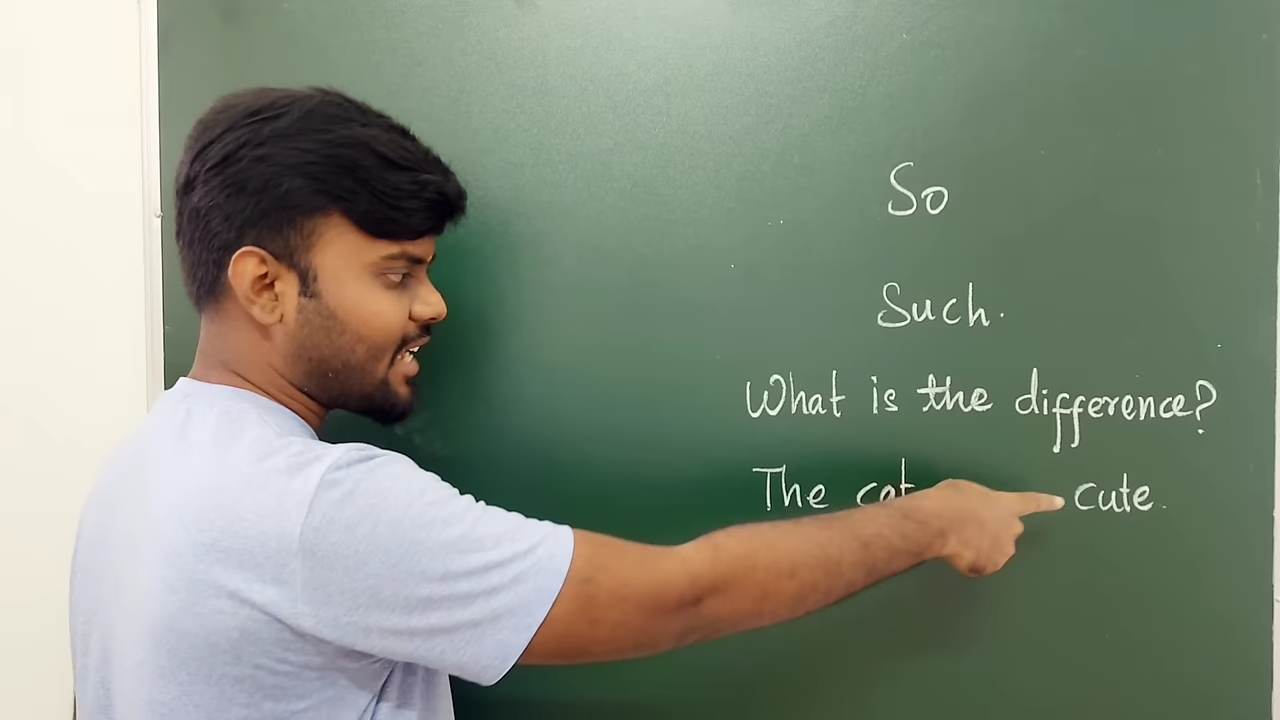 So
Such.
What is the difference?
The cat cute.